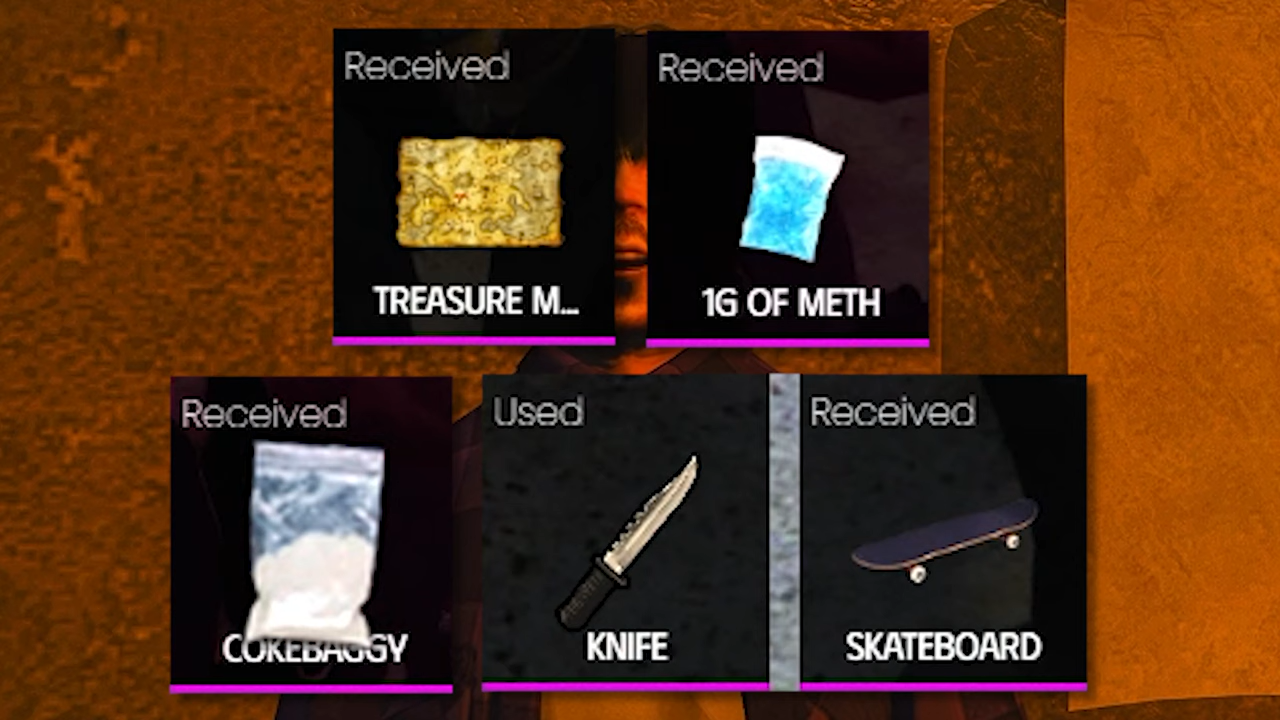 Received
TREASURE M...
Received
1G OF METH
Received
COKEBAGGY
Used
KNIFE
Received
SKATEBOARD